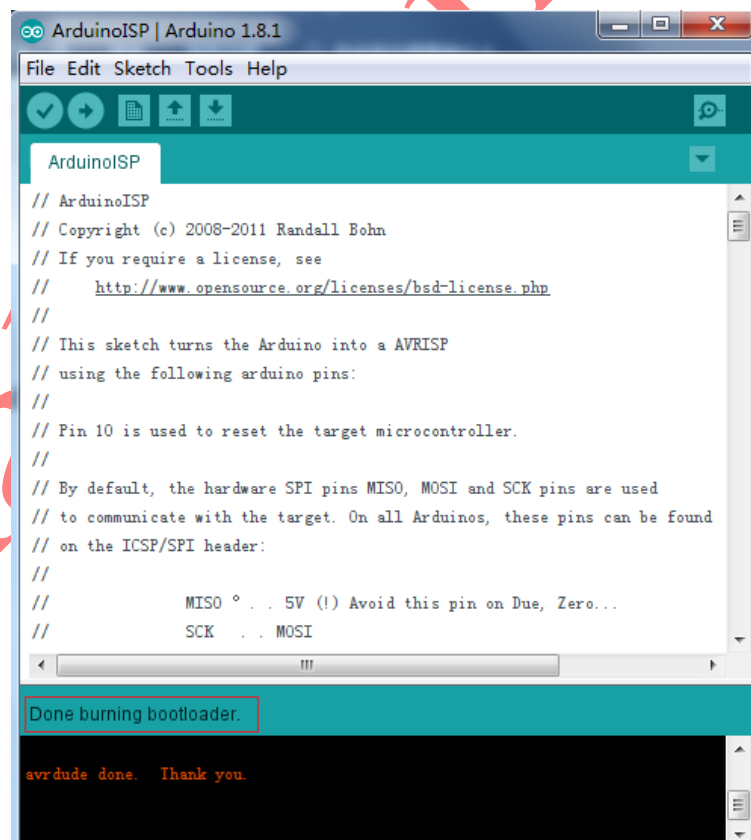 ArduinoISP | Arduino 1.8.1
File Edit Sketch Tools Help
ArduinoISP
// ArduinoISP
// Copyright (c) 2008-2011 Randall Bohn
// If you require a license, see
//     http://www.opensource.org/licenses/bsd-license.php
//
// This sketch turns the Arduino into a AVRISP
// using the following arduino pins:
//
// Pin 10 is used to reset the target microcontroller.
//
// By default, the hardware SPI pins MISO, MOSI and SCK pins are used
// to communicate with the target. On all Arduinos, these pins can be found
// on the ICSP/SPI header:
//
//               MISO °. . 5V (!) Avoid this pin on Due, Zero...
//               SCK   . . MOSI
Done burning bootloader.
avrdude done.  Thank you.